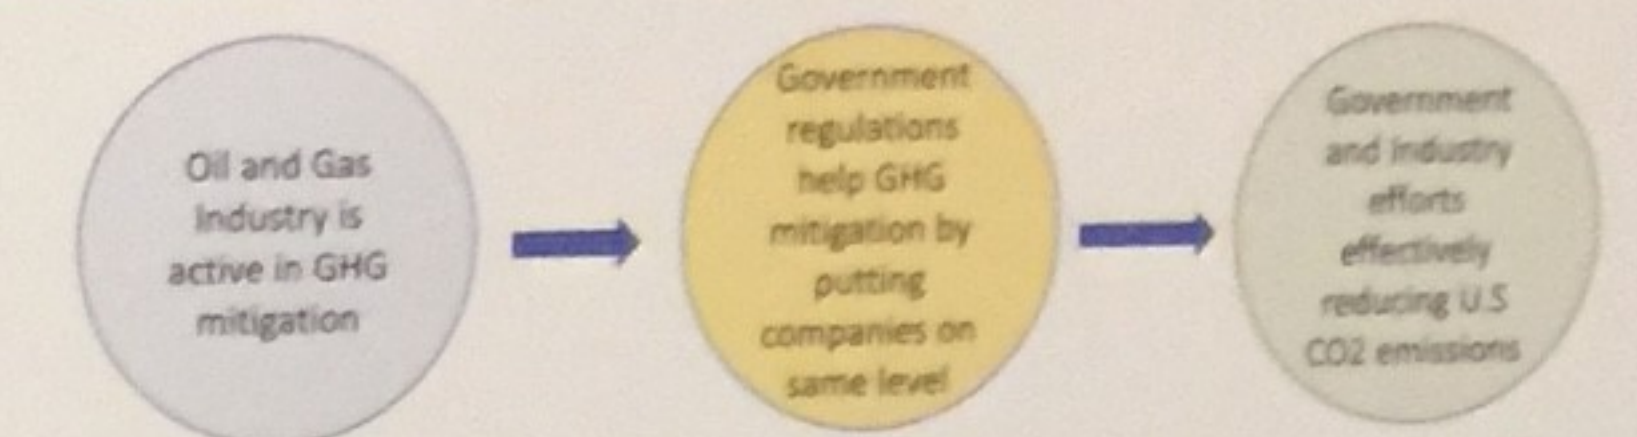 Oil and Gas
Industry is
active in GHG
mitigation
Government
regulations
help GHG
mitigation by
putting
companies on
same level
Government
and industry
efforts
effectively
reducing U.S
CO2 emissions